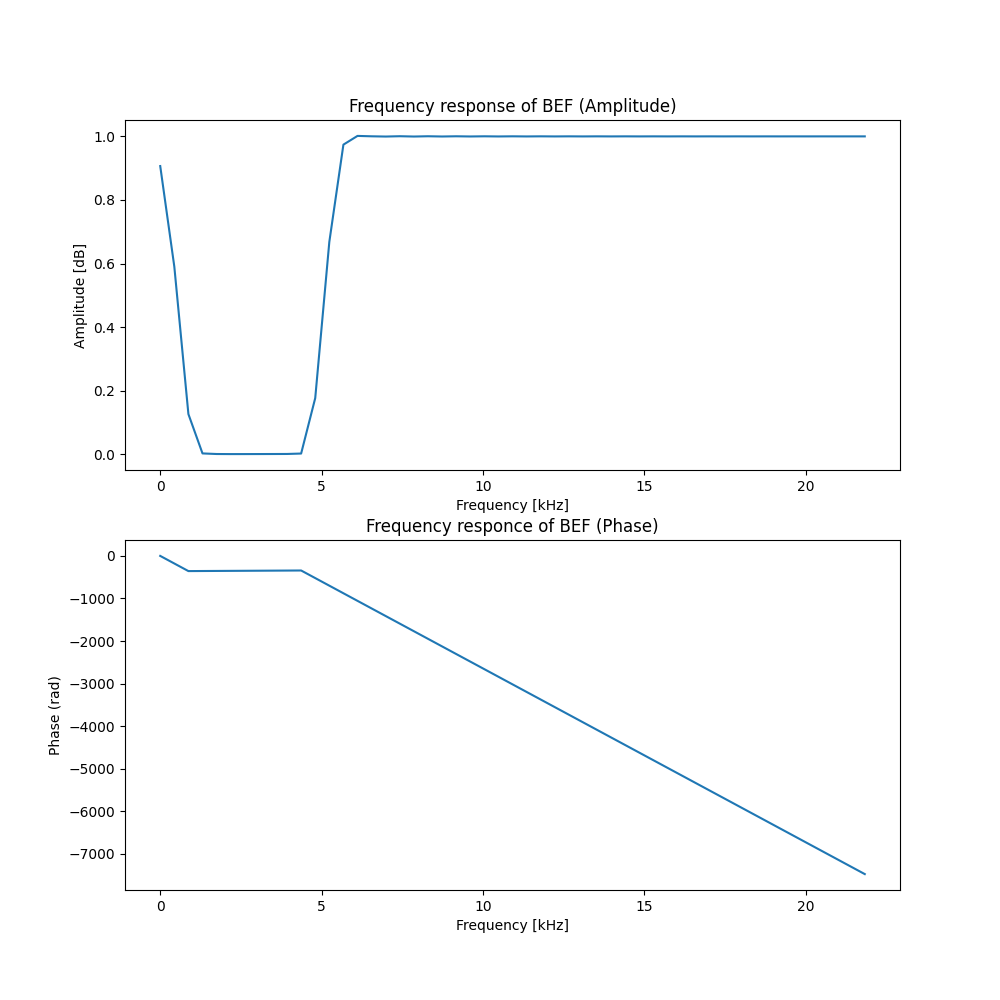 Frequency response of BEF (Amplitude)
1.0
0.8
0.6
0.4
0.2
0.0
Amplitude [dB]
0 5 10 15 20
Frequency [kHz]
Frequency responce of BEF (Phase)
0
−1000
−2000
−3000
−4000
−5000
−6000
−7000
Phase (rad)
0 5 10 15 20
Frequency [kHz]